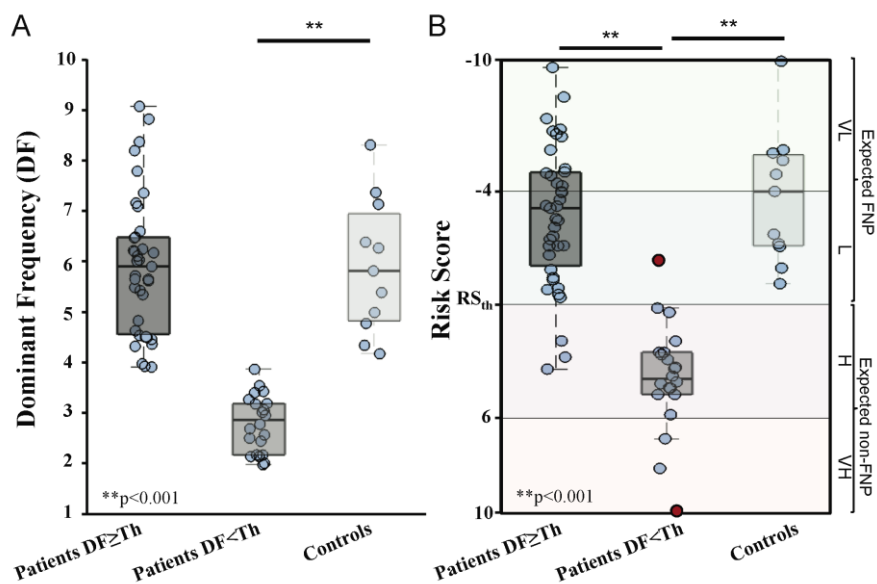 A
**
Dominant Frequency (DF)
10
9
8
7
6
5
4
3
2
1
**p<0.001
Patients DF≥Th
Patients DF<Th
Controls
B
**
**
Risk Score
-10
-4
RSth
6
10
**p<0.001
Patients DF≥Th
Patients DF<Th
Controls
VL
L
H
VH
Expected FNP
Expected non-FNP